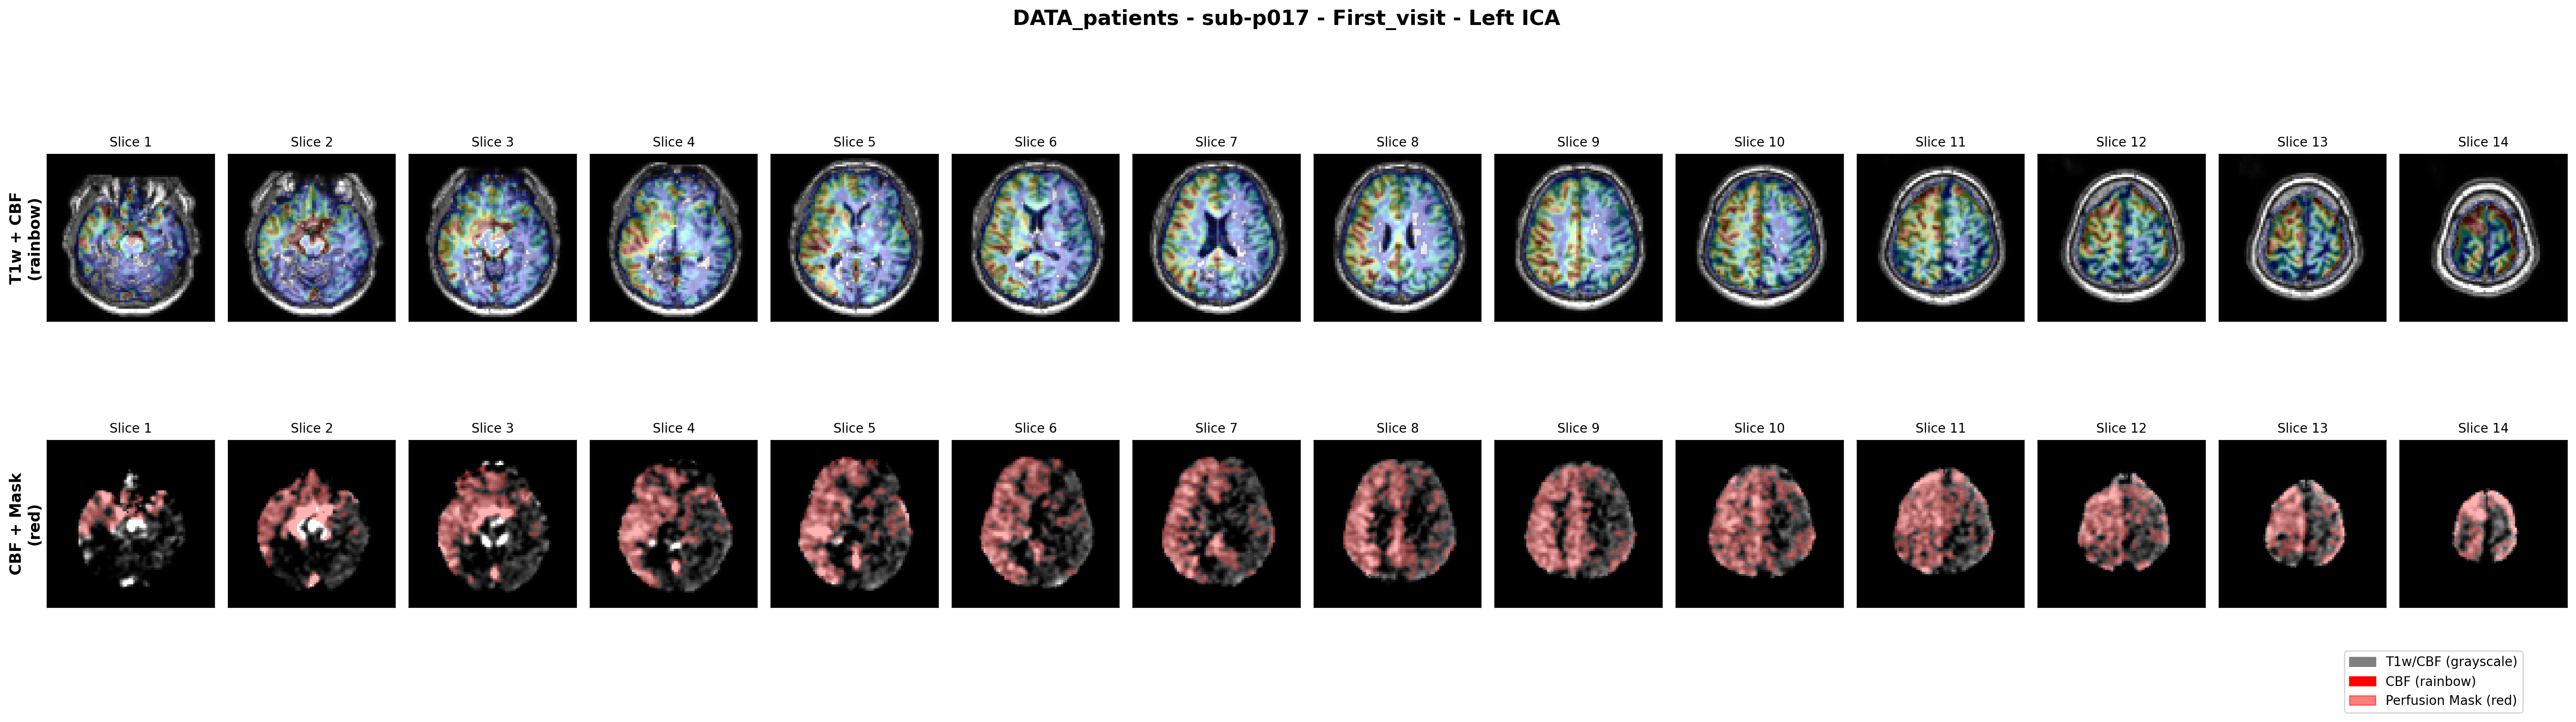 DATA_patients - sub-p017 - First_visit - Left ICA
T1w + CBF
(rainbow)
Slice 1
Slice 2
Slice 3
Slice 4
Slice 5
Slice 6
Slice 7
Slice 8
Slice 9
Slice 10
Slice 11
Slice 12
Slice 13
Slice 14
CBF + Mask
(red)
Slice 1
Slice 2
Slice 3
Slice 4
Slice 5
Slice 6
Slice 7
Slice 8
Slice 9
Slice 10
Slice 11
Slice 12
Slice 13
Slice 14
T1w/CBF (grayscale)
CBF (rainbow)
Perfusion Mask (red)